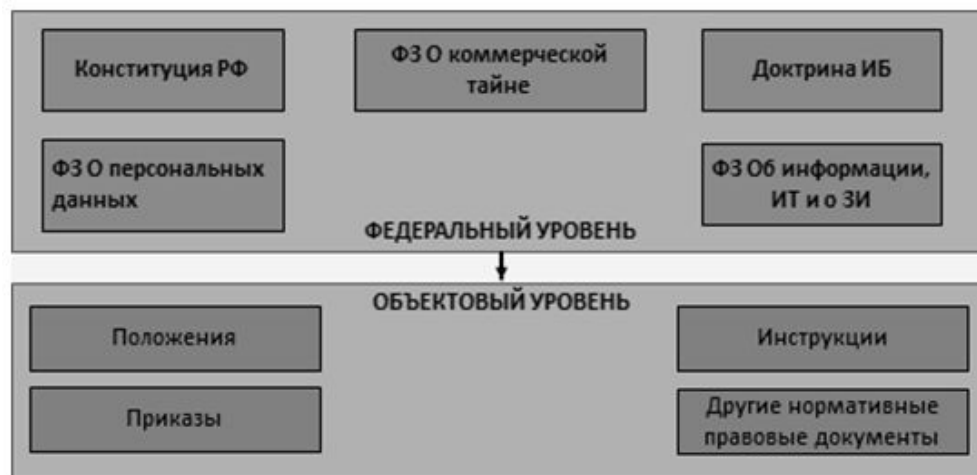 Конституция РФ
ФЗ О коммерческой
тайне
Доктрина ИБ
ФЗ О персональных
данных
ФЗ Об информации,
ИТ и о ЗИ
ФЕДЕРАЛЬНЫЙ УРОВЕНЬ
ОБЪЕКТОВЫЙ УРОВЕНЬ
Положения
Инструкции
Приказы
Другие нормативные
правовые документы